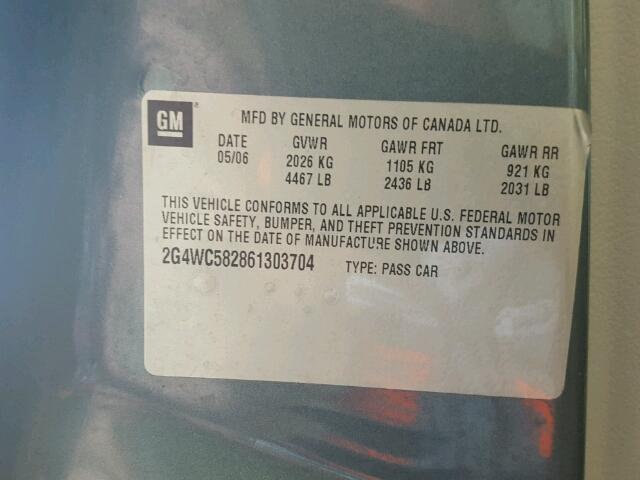 GM ®
MFD BY GENERAL MOTORS OF CANADA LTD.
DATE GVWR GAWR FRT GAWR RR
05/06 2026 KG 1105 KG 921 KG
4467 LB 2436 LB 2031 LB
THIS VEHICLE CONFORMS TO ALL APPLICABLE U.S. FEDERAL MOTOR
VEHICLE SAFETY, BUMPER, AND THEFT PREVENTION STANDARDS IN
EFFECT ON THE DATE OF MANUFACTURE SHOWN ABOVE.
2G4WC582861303704 TYPE: PASS CAR